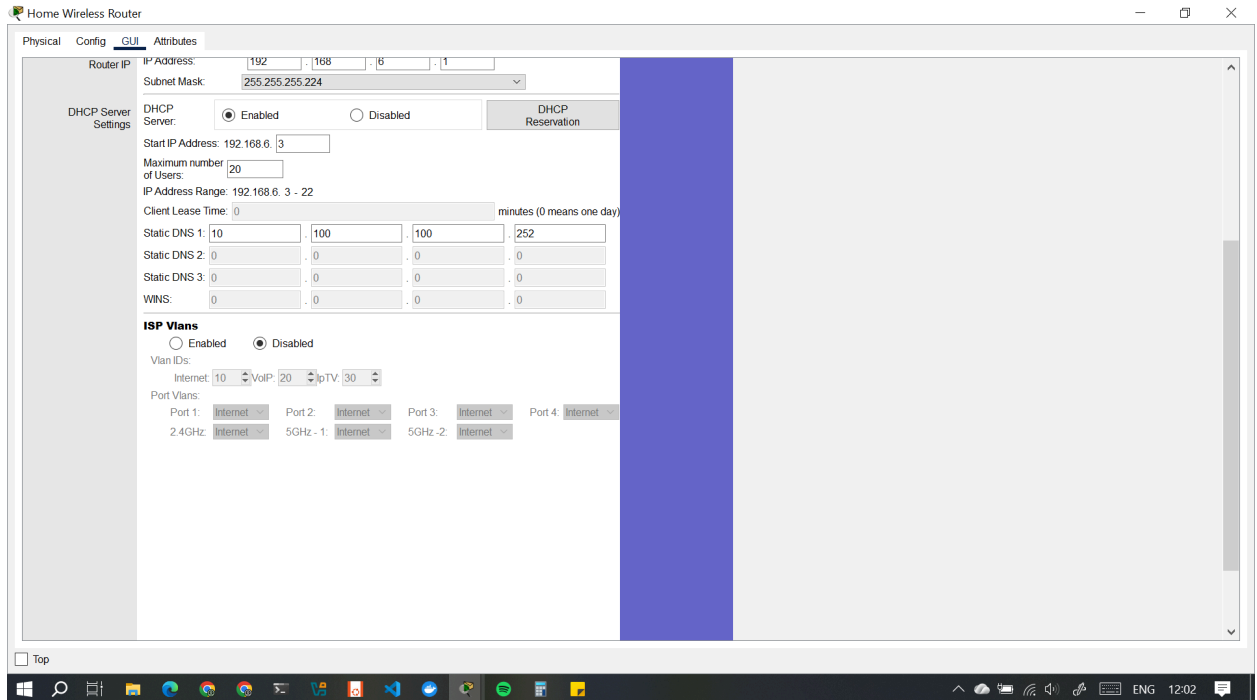 Home Wireless Router
Physical Config GUI Attributes
Router IP
IP Address: 192 . 168 . 6 . 1
Subnet Mask: 255.255.255.224
DHCP Server
Settings
DHCP
Server:
Enabled Disabled
DHCP
Reservation
Start IP Address: 192.168.6. 3
Maximum number
of Users:
20
IP Address Range: 192.168.6. 3 - 22
Client Lease Time: 0 minutes (0 means one day)
Static DNS 1: 10 . 100 . 100 . 252
Static DNS 2: 0 . 0 . 0 . 0
Static DNS 3: 0 . 0 . 0 . 0
WINS: 0 . 0 . 0 . 0
ISP Vlans
Enabled Disabled
Vlan IDs:
Internet: 10 VoIP: 20 IpTV: 30
Port Vlans:
Port 1: Internet Port 2: Internet Port 3: Internet Port 4: Internet
2.4GHz: Internet 5GHz - 1: Internet 5GHz -2: Internet
Top
ENG 12:02